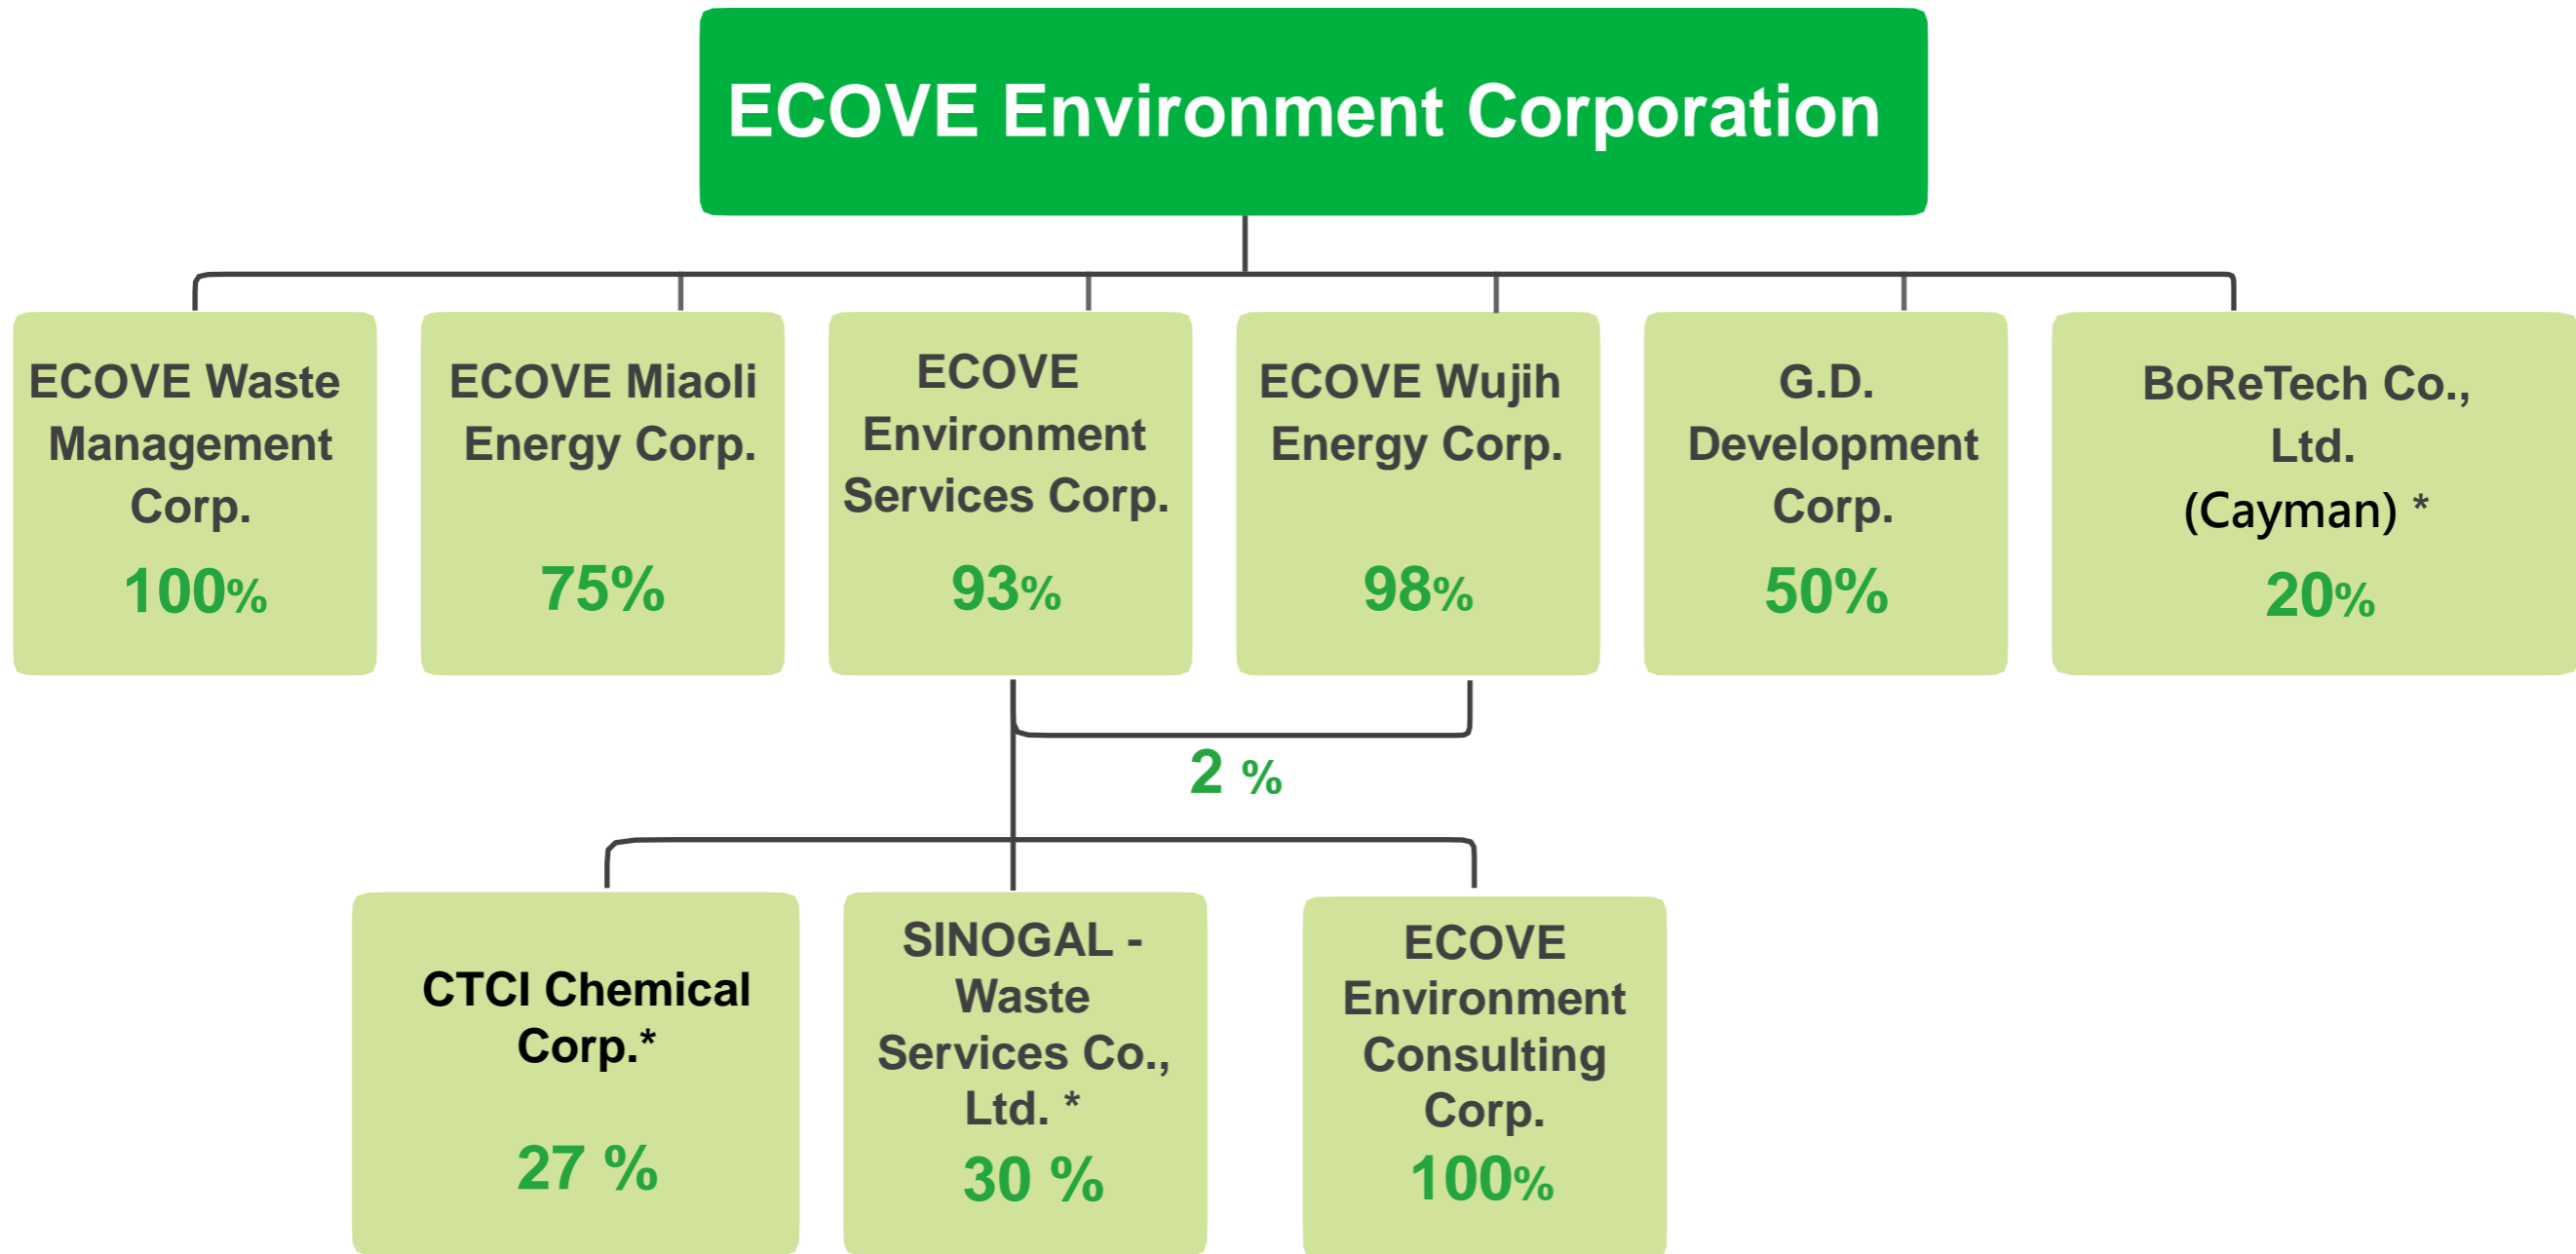 ECOVE Environment Corporation
ECOVE Waste
Management
Corp.
100%
ECOVE Miaoli
Energy Corp.
75%
ECOVE
Environment
Services Corp.
93%
ECOVE Wujih
Energy Corp.
98%
G.D.
Development
Corp.
50%
BoReTech Co.,
Ltd.
(Cayman) *
20%
2 %
CTCI Chemical
Corp.*
27 %
SINOGAL -
Waste
Services Co.,
Ltd. *
30 %
ECOVE
Environment
Consulting
Corp.
100%